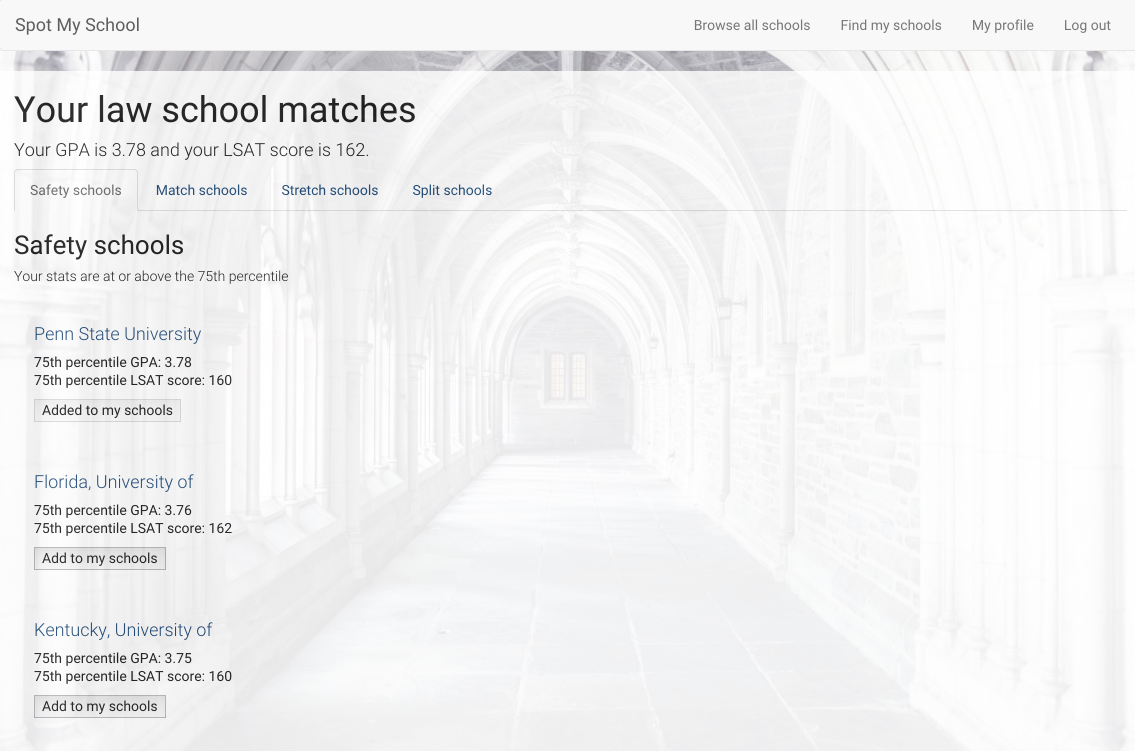 Spot My School
Browse all schools
Find my schools
My profile
Log out
Your law school matches
Your GPA is 3.78 and your LSAT score is 162.
Safety schools
Match schools
Stretch schools
Split schools
Safety schools
Your stats are at or above the 75th percentile
Penn State University
75th percentile GPA: 3.78
75th percentile LSAT score: 160
Added to my schools
Florida, University of
75th percentile GPA: 3.76
75th percentile LSAT score: 162
Add to my schools
Kentucky, University of
75th percentile GPA: 3.75
75th percentile LSAT score: 160
Add to my schools